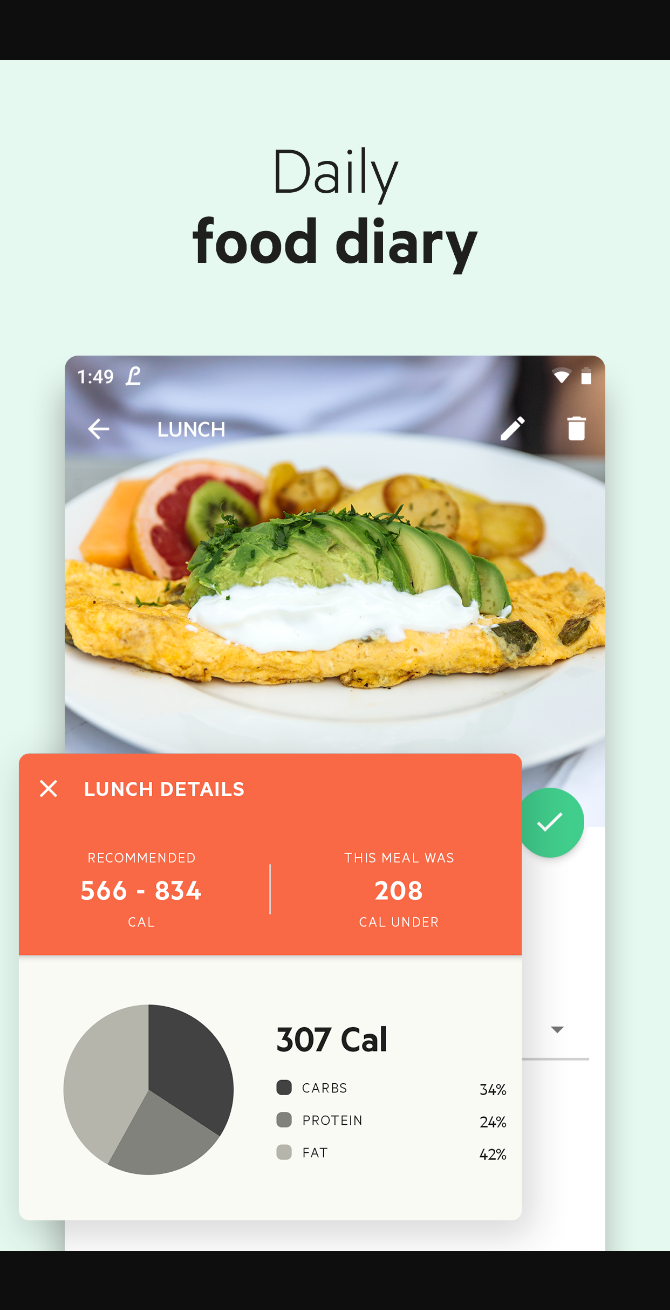 Daily
food diary
1:49
LUNCH
LUNCH DETAILS
RECOMMENDED
566 - 834
CAL
THIS MEAL WAS
208
CAL UNDER
307 Cal
CARBS 34%
PROTEIN 24%
FAT 42%